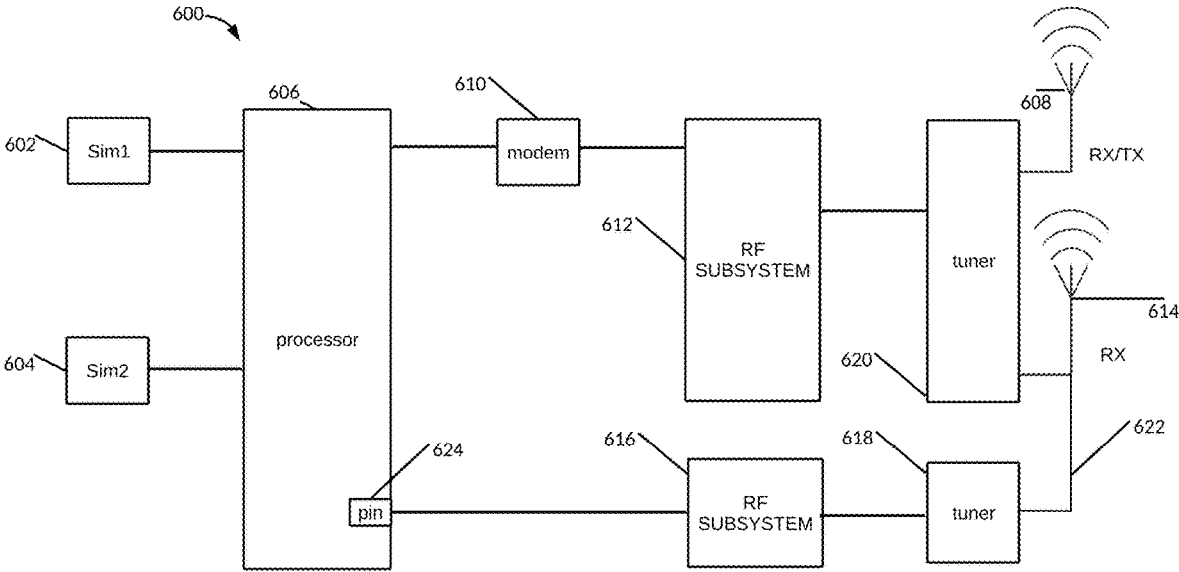 600
606
610
608
602
Sim1
modem
RX/TX
612
RF
SUBSYSTEM
tuner
614
processor
604
Sim2
620
RX
624
616
618
622
pin
RF
SUBSYSTEM
tuner